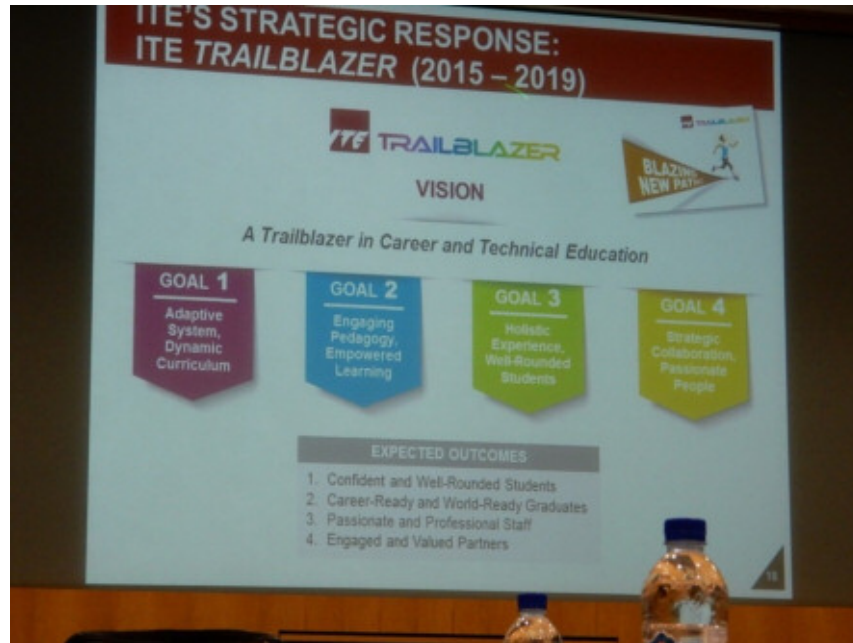 ITE'S STRATEGIC RESPONSE:
ITE TRAILBLAZER (2015 – 2019)
ITE TRAILBLAZER
BLAZING
NEW PATHS
VISION
A Trailblazer in Career and Technical Education
GOAL 1
Adaptive
System,
Dynamic
Curriculum
GOAL 2
Engaging
Pedagogy,
Empowered
Learning
GOAL 3
Holistic
Experience,
Well-Rounded
Students
GOAL 4
Strategic
Collaboration,
Passionate
People
EXPECTED OUTCOMES
1. Confident and Well-Rounded Students
2. Career-Ready and World-Ready Graduates
3. Passionate and Professional Staff
4. Engaged and Valued Partners